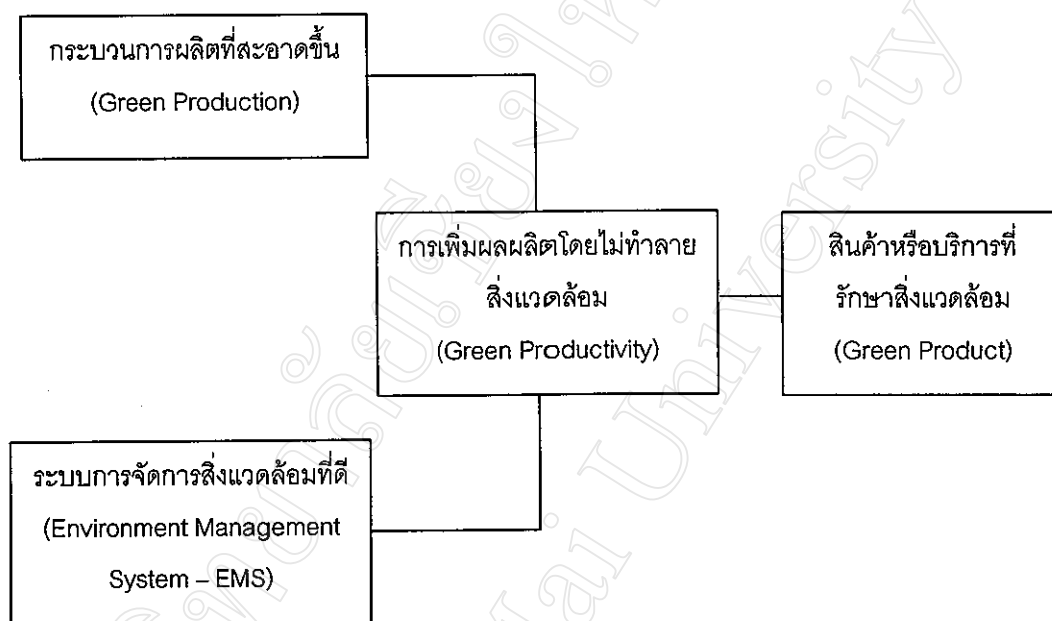 กระบวนการผลิตที่สะอาดขึ้น
(Green Production)
การเพิ่มผลผลิตโดยไม่ทำลาย
สิ่งแวดล้อม
(Green Productivity)
สินค้าหรือบริการที่
รักษาสิ่งแวดล้อม
(Green Product)
ระบบการจัดการสิ่งแวดล้อมที่ดี
(Environment Management
System – EMS)